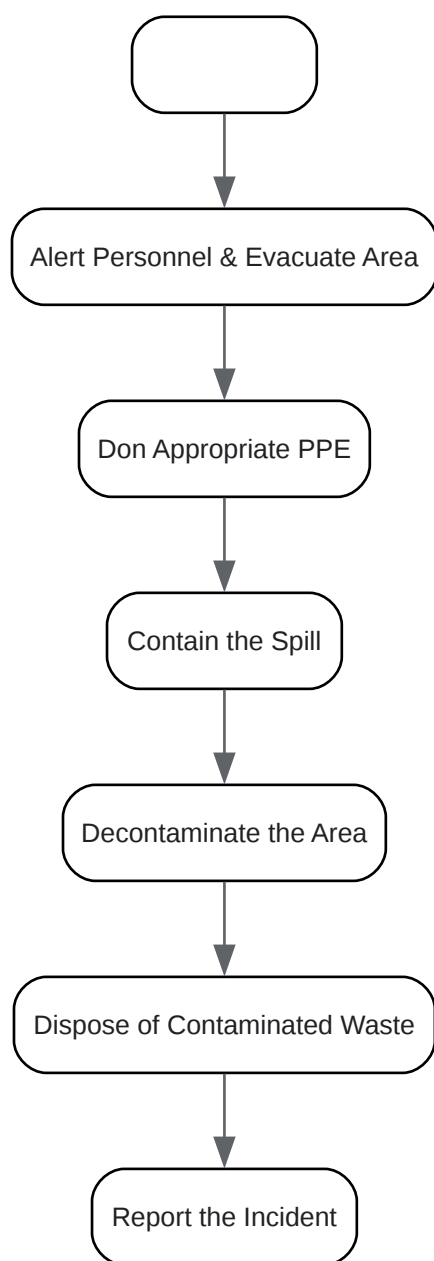 Alert Personnel & Evacuate Area
Don Appropriate PPE
Contain the Spill
Decontaminate the Area
Dispose of Contaminated Waste
Report the Incident